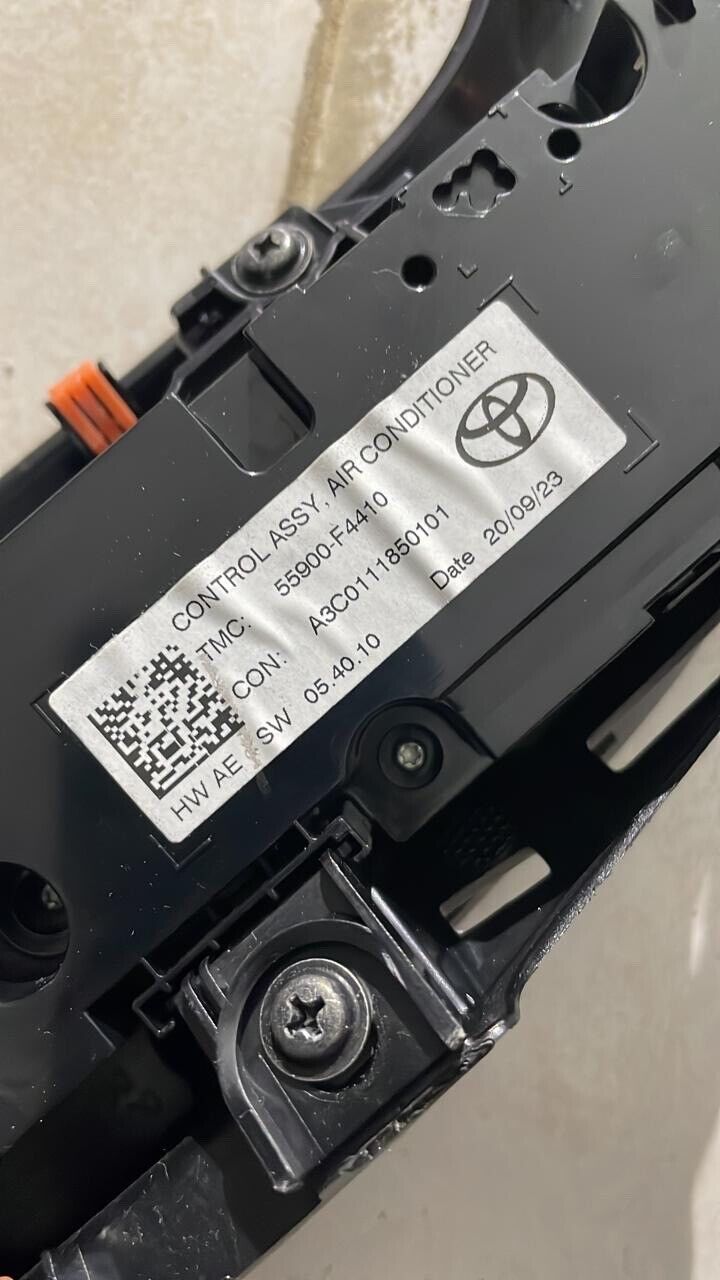 CONTROL ASSY, AIR CONDITIONER
TMC: 55900-F4410
CON: A3C0111850101
HW AE SW 05.40.10 Date 20/09/23